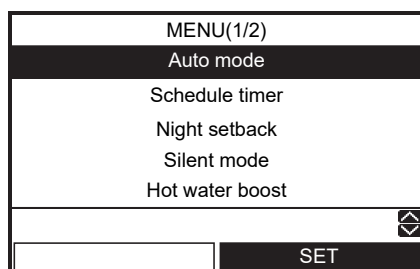 MENU(1/2)
Auto mode
Schedule timer
Night setback
Silent mode
Hot water boost
SET